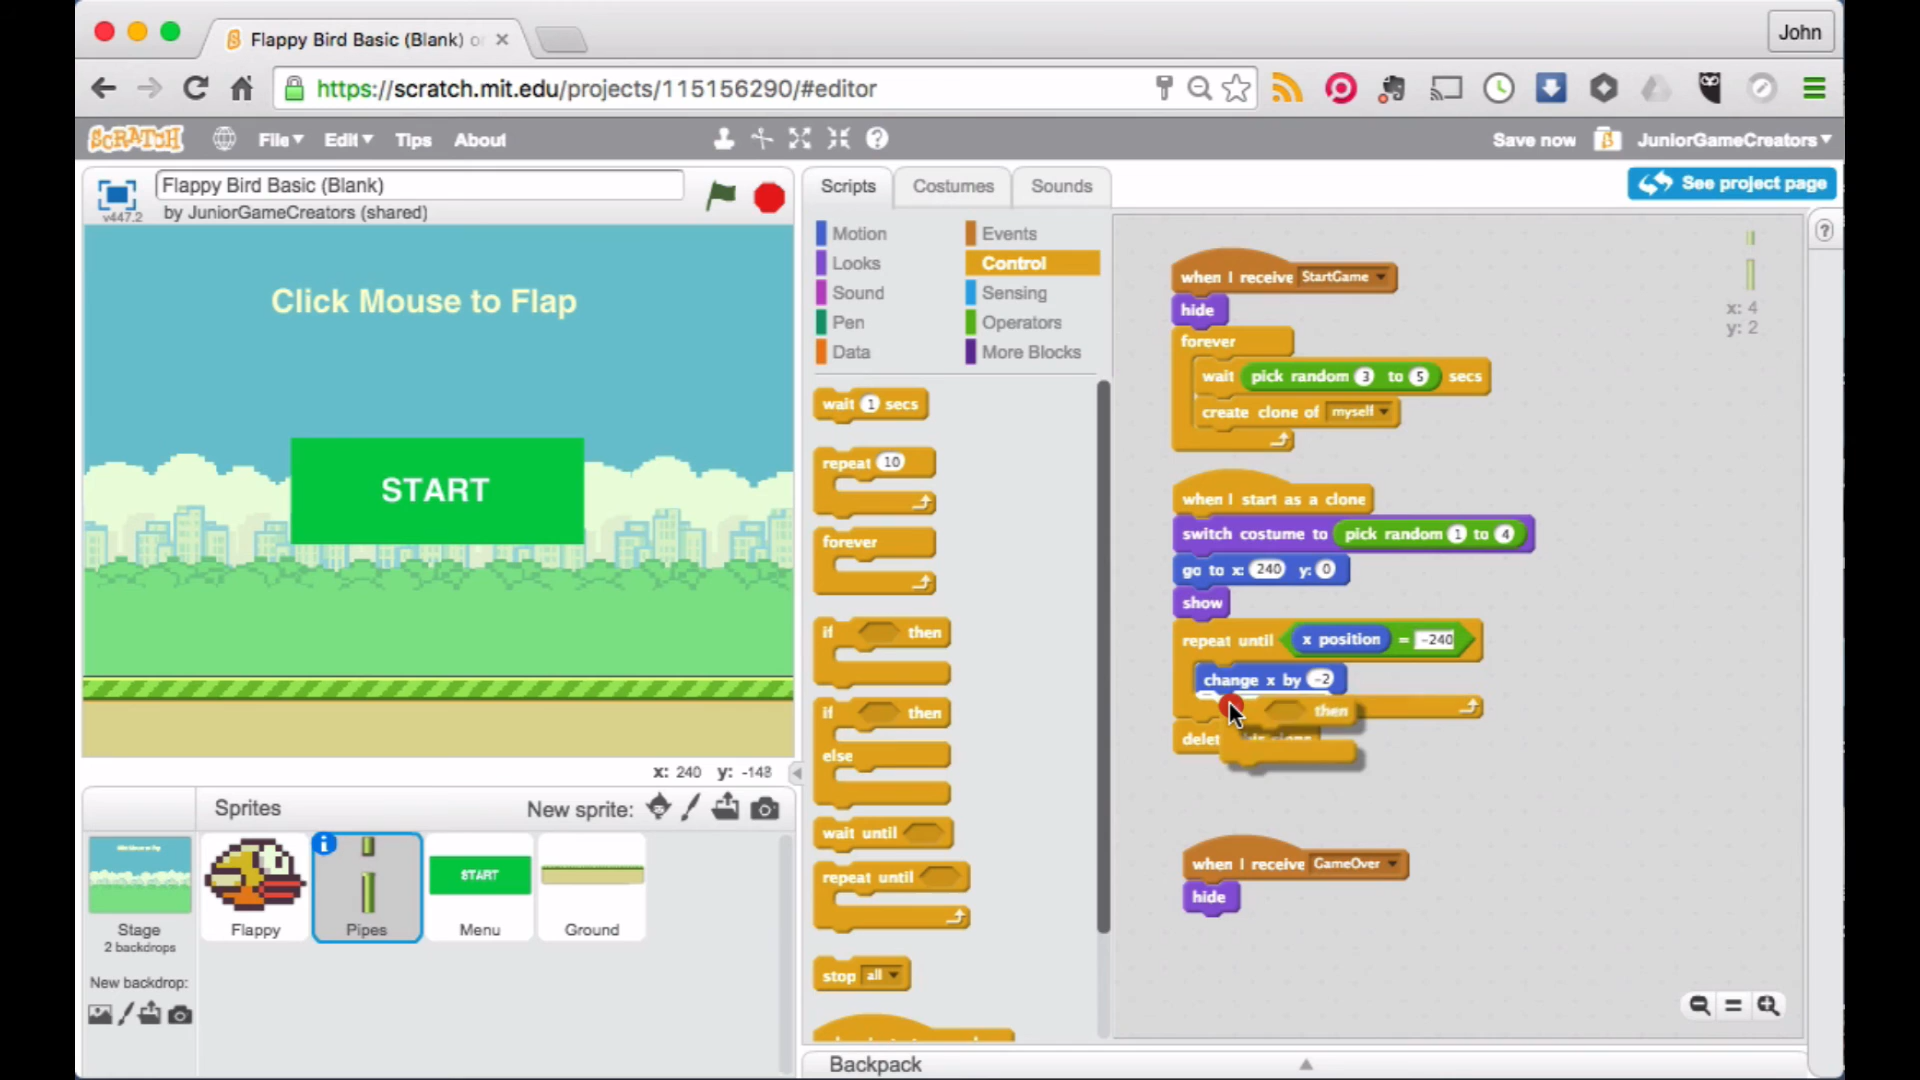 Flappy Bird Basic (Blank) o
John
https://scratch.mit.edu/projects/115156290/#editor
SCRATCH
File
Edit
Tips
About
Save now
JuniorGameCreators
v447.2
Flappy Bird Basic (Blank)
by JuniorGameCreators (shared)
Click Mouse to Flap
START
x: 240 y: -148
Sprites
New sprite:
Stage
2 backdrops
New backdrop:
Flappy
Pipes
START
Menu
Ground
Scripts
Costumes
Sounds
See project page
Motion
Looks
Sound
Pen
Data
Events
Control
Sensing
Operators
More Blocks
wait 1 secs
repeat 10
forever
if then
if then
else
wait until
repeat until
stop all
when I receive StartGame
hide
forever
wait pick random 3 to 5 secs
create clone of myself
when I start as a clone
switch costume to pick random 1 to 4
go to x: 240 y: 0
show
repeat until x position = -240
change x by -2
then
delet
when I receive GameOver
hide
x: 4
y: 2
Backpack